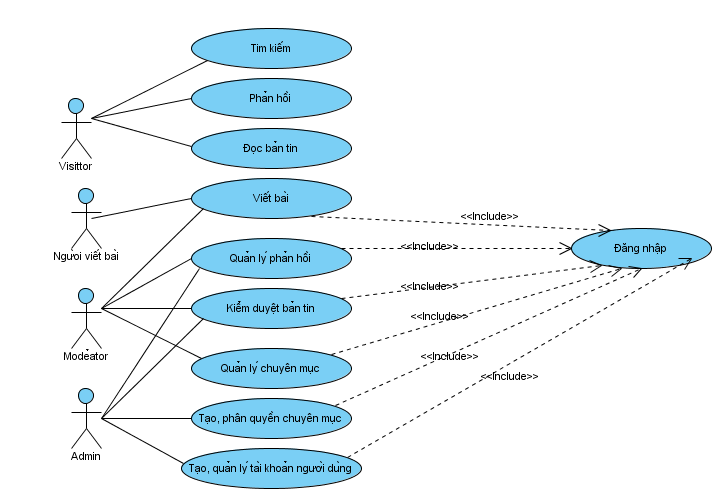 Tìm kiếm
Phản hồi
Đọc bản tin
Visittor
Viết bài
Người viết bài
Quản lý phản hồi
Kiểm duyệt bản tin
Modeator
Quản lý chuyên mục
Tạo, phân quyền chuyên mục
Admin
Tạo, quản lý tài khoản người dùng
<<Include>>
<<Include>>
<<Include>>
<<Include>>
<<Include>>
<<Include>>
Đăng nhập